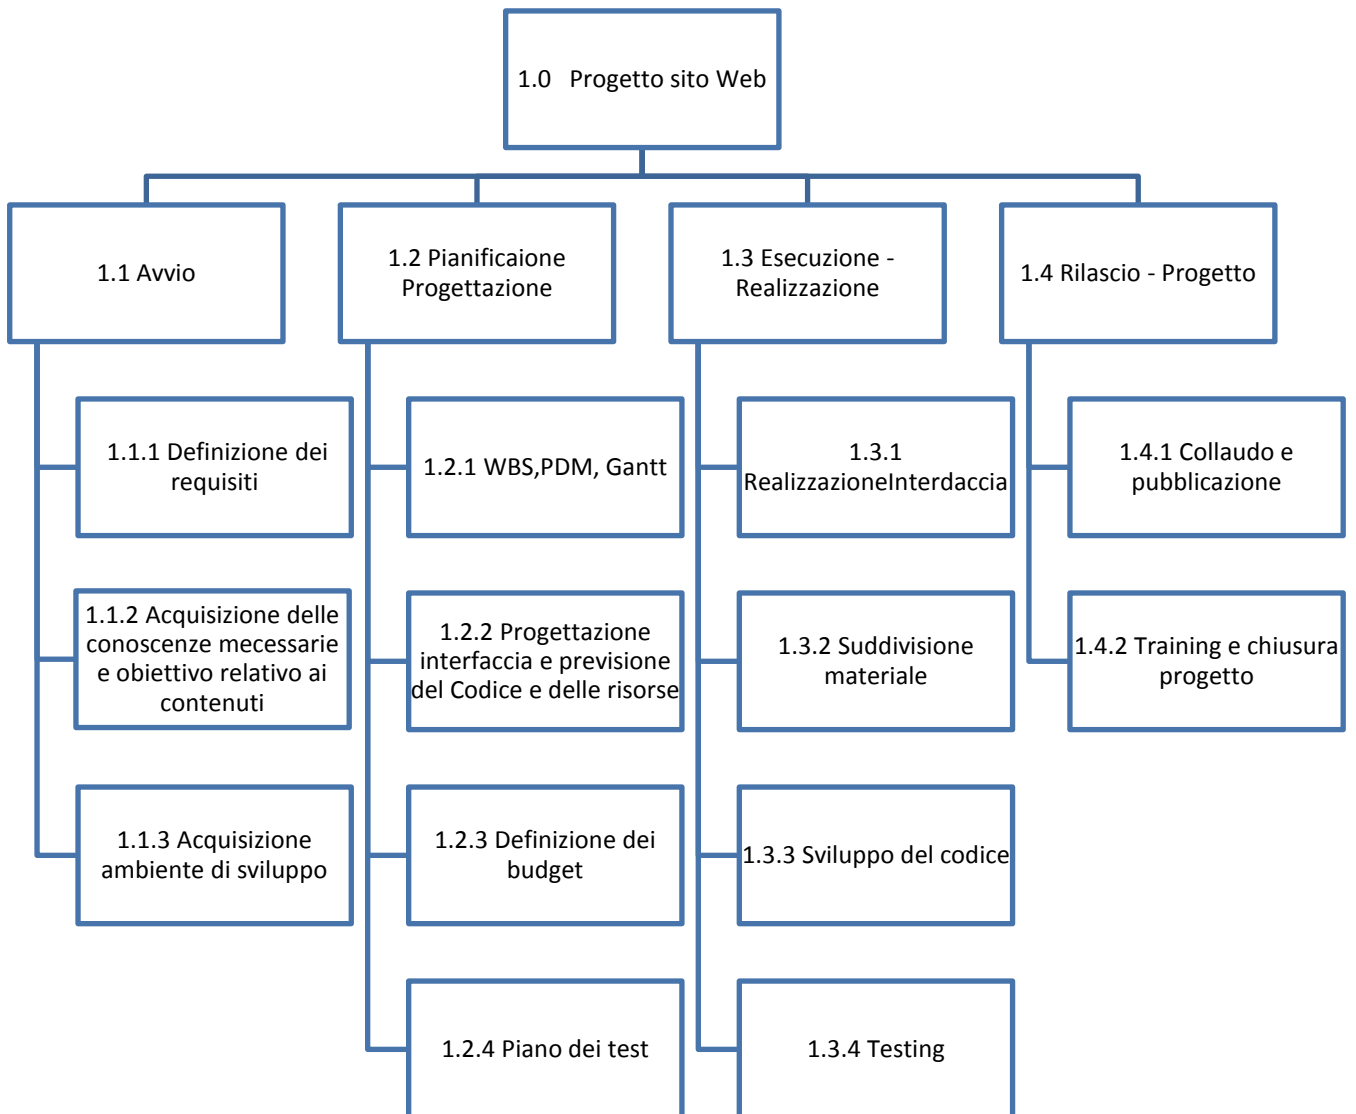 1.0   Progetto sito Web
1.1 Avvio
1.2 Pianificaione
Progettazione
1.3 Esecuzione -
Realizzazione
1.4 Rilascio - Progetto
1.1.1 Definizione dei
requisiti
1.2.1 WBS,PDM, Gantt
1.3.1
RealizzazioneInterdaccia
1.4.1 Collaudo e
pubblicazione
1.1.2 Acquisizione delle
conoscenze mecessarie
e obiettivo relativo ai
contenuti
1.2.2 Progettazione
interfaccia e previsione
del Codice e delle risorse
1.3.2 Suddivisione
materiale
1.4.2 Training e chiusura
progetto
1.1.3 Acquisizione
ambiente di sviluppo
1.2.3 Definizione dei
budget
1.3.3 Sviluppo del codice
1.2.4 Piano dei test
1.3.4 Testing